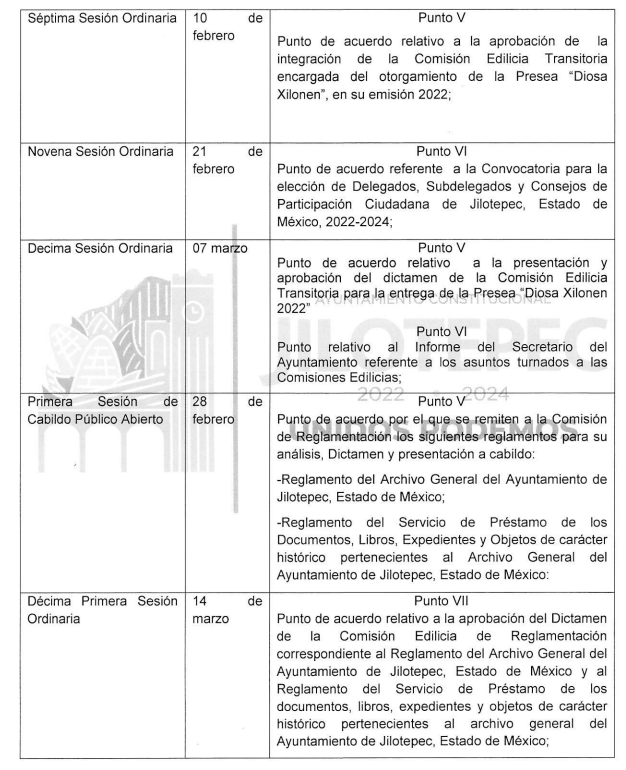 Séptima Sesión Ordinaria
10 de
febrero
Punto V
Punto de acuerdo relativo a la aprobación de la
integración de la Comisión Edilicia Transitoria
encargada del otorgamiento de la Presea “Diosa
Xilonen”, en su emisión 2022;
Novena Sesión Ordinaria
21 de
febrero
Punto VI
Punto de acuerdo referente a la Convocatoria para la
elección de Delegados, Subdelegados y Consejos de
Participación Ciudadana de Jilotepec, Estado de
México, 2022-2024;
Decima Sesión Ordinaria
07 marzo
Punto V
Punto de acuerdo relativo a la presentación y
aprobación del dictamen de la Comisión Edilicia
Transitoria para la entrega de la Presea “Diosa Xilonen
2022”
Punto VI
Punto relativo al Informe del Secretario del
Ayuntamiento referente a los asuntos turnados a las
Comisiones Edilicias;
Primera Sesión de
Cabildo Público Abierto
28 de
febrero
Punto V
Punto de acuerdo por el que se remiten a la Comisión
de Reglamentación los siguientes reglamentos para su
análisis, Dictamen y presentación a cabildo:
-Reglamento del Archivo General del Ayuntamiento de
Jilotepec, Estado de México;
-Reglamento del Servicio de Préstamo de los
Documentos, Libros, Expedientes y Objetos de carácter
histórico pertenecientes al Archivo General del
Ayuntamiento de Jilotepec, Estado de México:
Décima Primera Sesión
Ordinaria
14 de
marzo
Punto VII
Punto de acuerdo relativo a la aprobación del Dictamen
de la Comisión Edilicia de Reglamentación
correspondiente al Reglamento del Archivo General del
Ayuntamiento de Jilotepec, Estado de México y al
Reglamento del Servicio de Préstamo de los
documentos, libros, expedientes y objetos de carácter
histórico pertenecientes al archivo general del
Ayuntamiento de Jilotepec, Estado de México;
AYUNTAMIENTO CONSTITUCIONAL
JILOTEPEC
2022 - 2024
UNIDOS PODEMOS